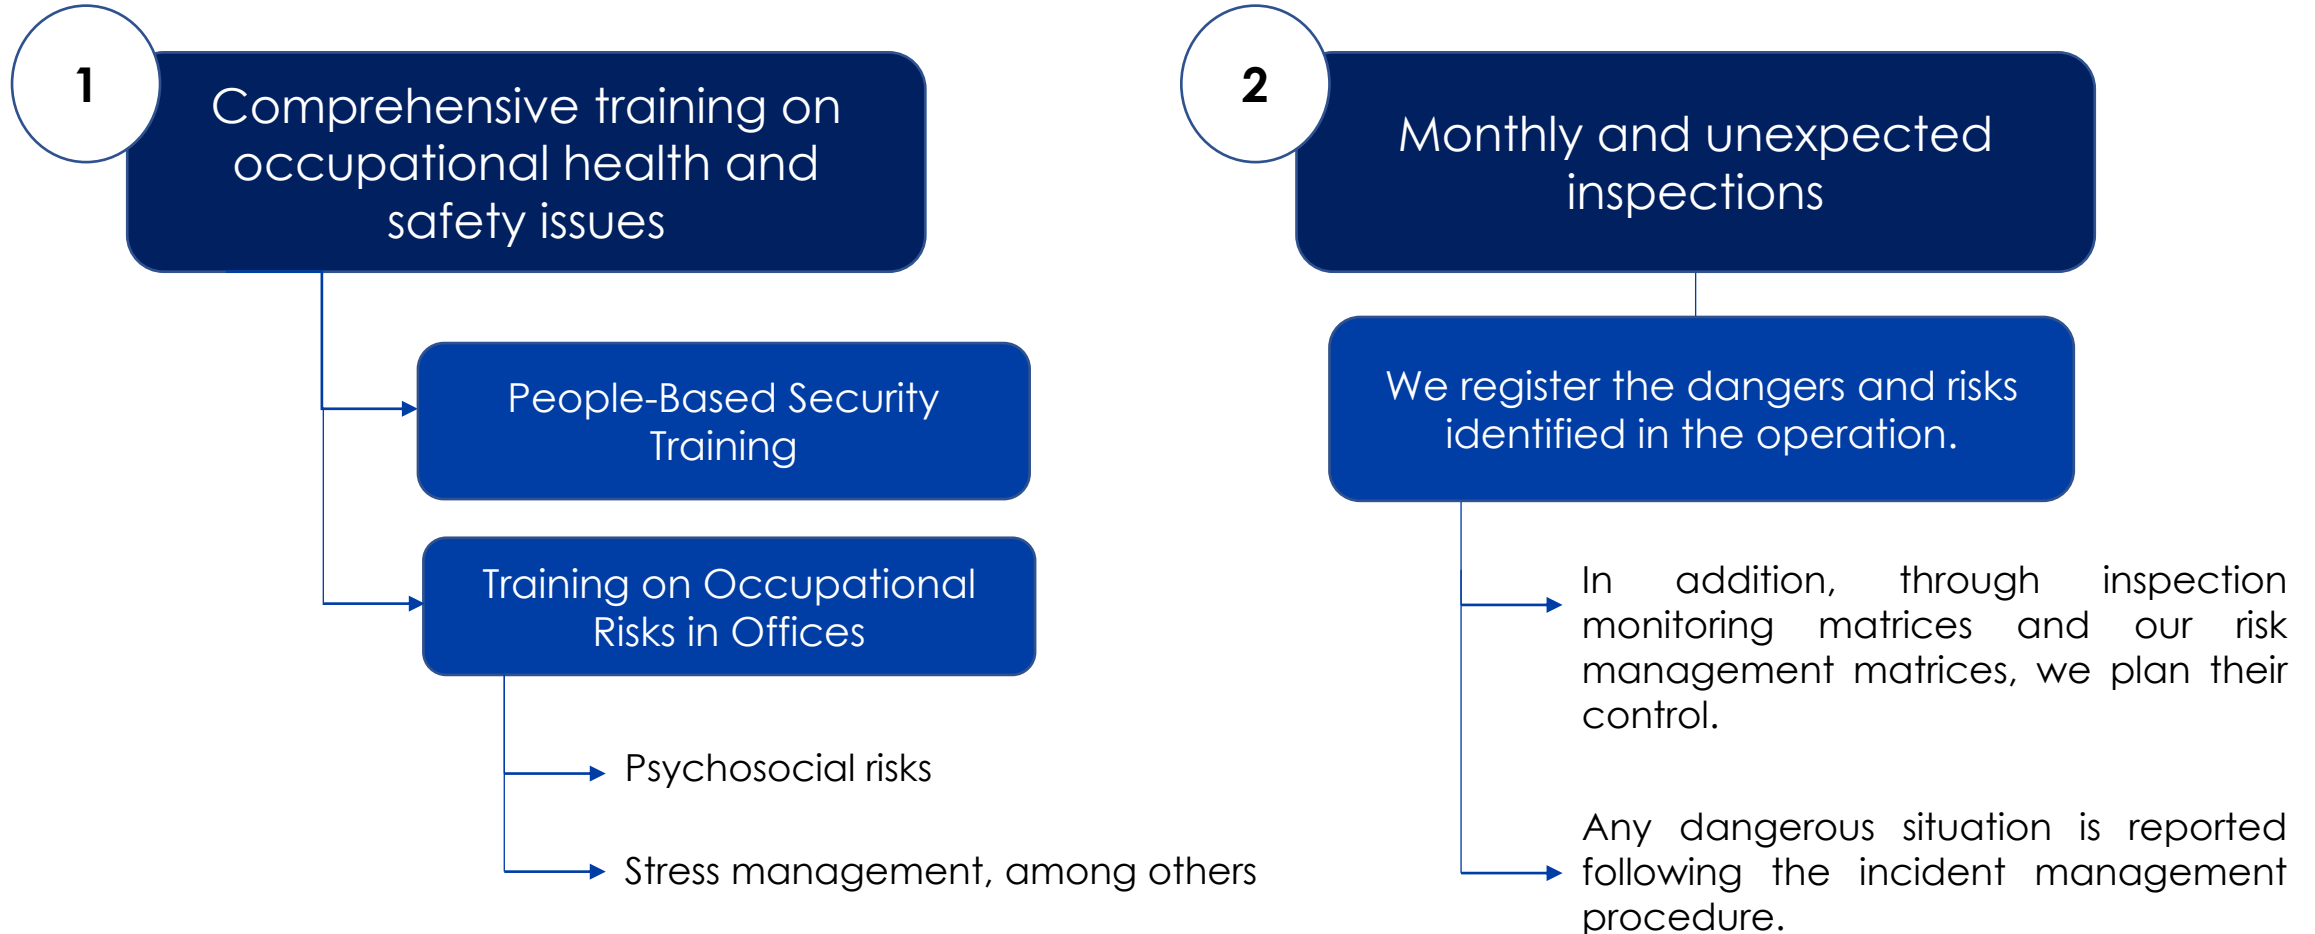 1
Comprehensive training on
occupational health and
safety issues
People-Based Security
Training
Training on Occupational
Risks in Offices
Psychosocial risks
Stress management, among others
2
Monthly and unexpected
inspections
We register the dangers and risks
identified in the operation.
In addition, through inspection
monitoring matrices and our risk
management matrices, we plan their
control.
Any dangerous situation is reported
following the incident management
procedure.